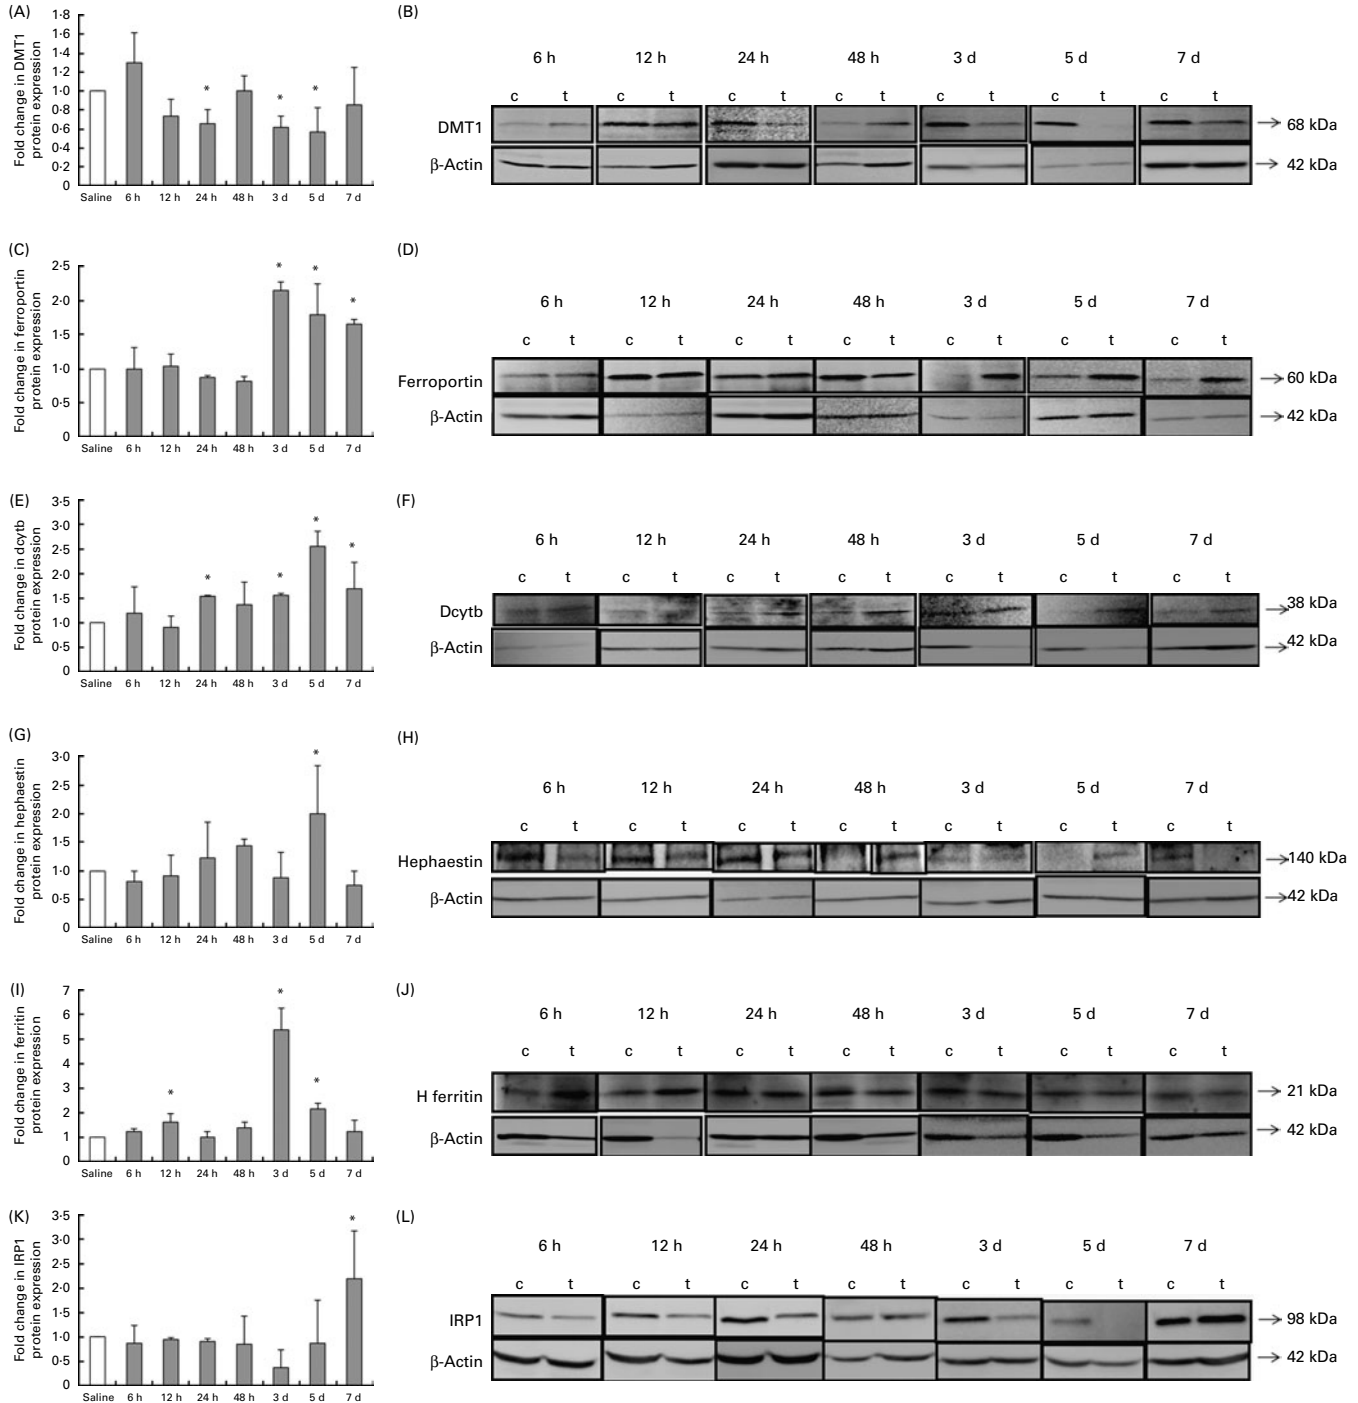 (A)
Fold change in DMT1
protein expression
1·8
1·6
1·4
1·2
1·0
0·8
0·6
0·4
0·2
0
* * *
Saline 6 h 12 h 24 h 48 h 3 d 5 d 7 d
(B)
6 h 12 h 24 h 48 h 3 d 5 d 7 d
c t c t c t c t c t c t c t
DMT1 68 kDa
β-Actin 42 kDa
(C)
Fold change in ferroportin
protein expression
2·5
2·0
1·5
1·0
0·5
0
* * *
Saline 6 h 12 h 24 h 48 h 3 d 5 d 7 d
(D)
6 h 12 h 24 h 48 h 3 d 5 d 7 d
c t c t c t c t c t c t c t
Ferroportin 60 kDa
β-Actin 42 kDa
(E)
Fold change in dcytb
protein expression
3·5
3·0
2·5
2·0
1·5
1·0
0·5
0
* * * *
Saline 6 h 12 h 24 h 48 h 3 d 5 d 7 d
(F)
6 h 12 h 24 h 48 h 3 d 5 d 7 d
c t c t c t c t c t c t c t
Dcytb 38 kDa
β-Actin 42 kDa
(G)
Fold change in hephaestin
protein expression
3·0
2·5
2·0
1·5
1·0
0·5
0
*
Saline 6 h 12 h 24 h 48 h 3 d 5 d 7 d
(H)
6 h 12 h 24 h 48 h 3 d 5 d 7 d
c t c t c t c t c t c t c t
Hephaestin 140 kDa
β-Actin 42 kDa
(I)
Fold change in ferritin
protein expression
7
6
5
4
3
2
1
0
* * *
Saline 6 h 12 h 24 h 48 h 3 d 5 d 7 d
(J)
6 h 12 h 24 h 48 h 3 d 5 d 7 d
c t c t c t c t c t c t c t
H ferritin 21 kDa
β-Actin 42 kDa
(K)
Fold change in IRP1
protein expression
3·5
3·0
2·5
2·0
1·5
1·0
0·5
0
*
Saline 6 h 12 h 24 h 48 h 3 d 5 d 7 d
(L)
6 h 12 h 24 h 48 h 3 d 5 d 7 d
c t c t c t c t c t c t c t
IRP1 98 kDa
β-Actin 42 kDa